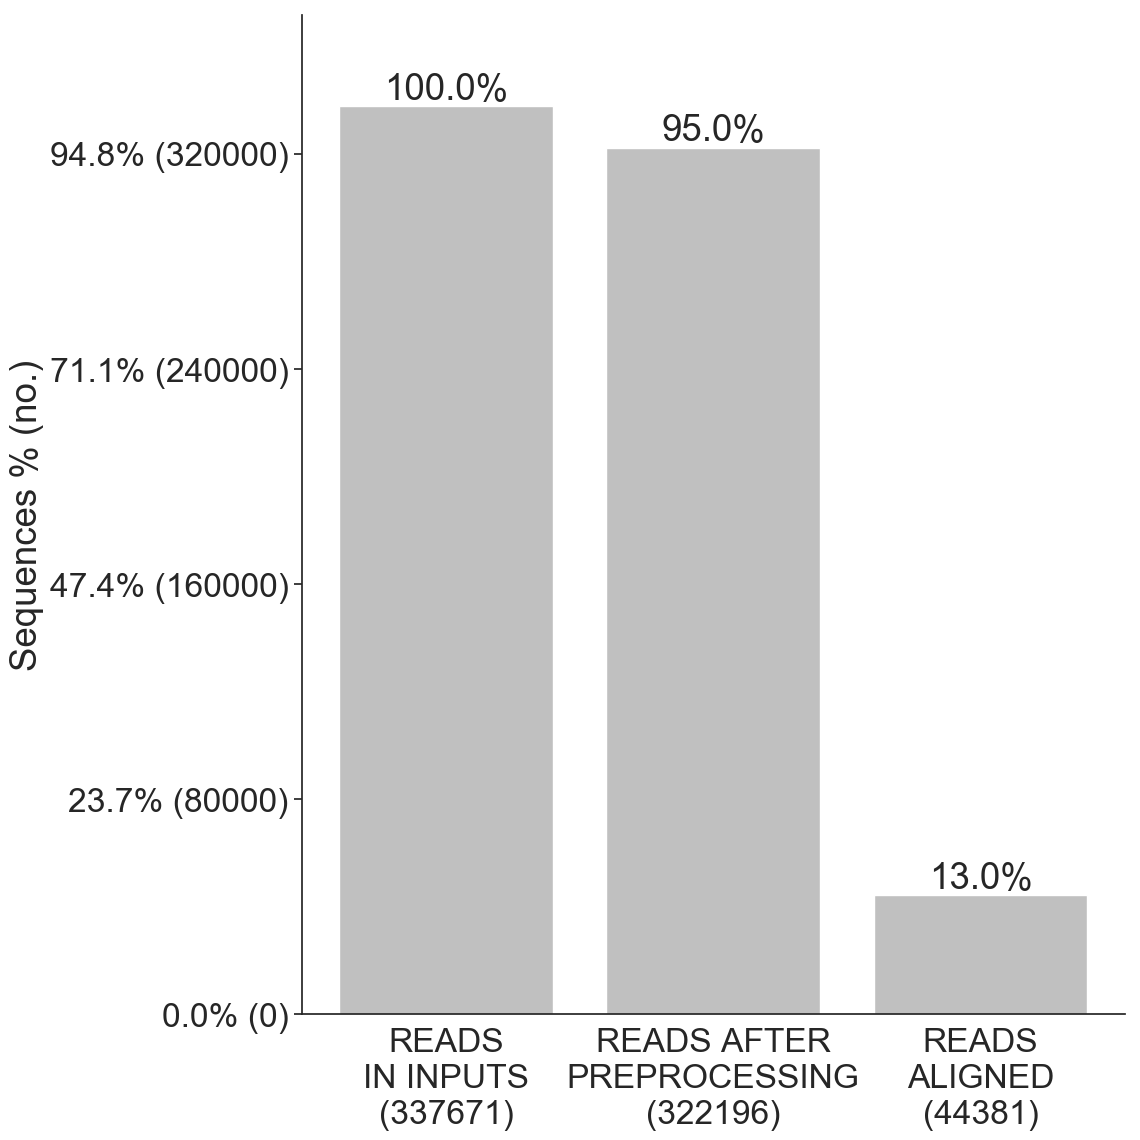 100.0%
95.0%
13.0%
94.8% (320000)
71.1% (240000)
47.4% (160000)
23.7% (80000)
0.0% (0)
Sequences % (no.)
READS
IN INPUTS
(337671)
READS AFTER
PREPROCESSING
(322196)
READS
ALIGNED
(44381)